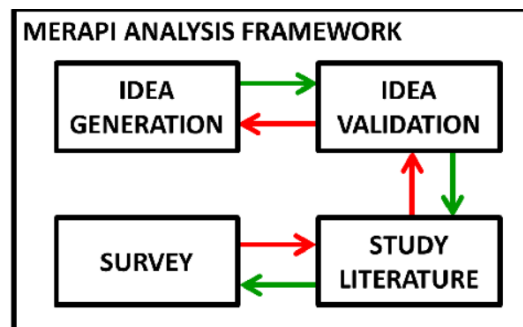 MERAPI ANALYSIS FRAMEWORK
IDEA
GENERATION
IDEA
VALIDATION
SURVEY
STUDY
LITERATURE